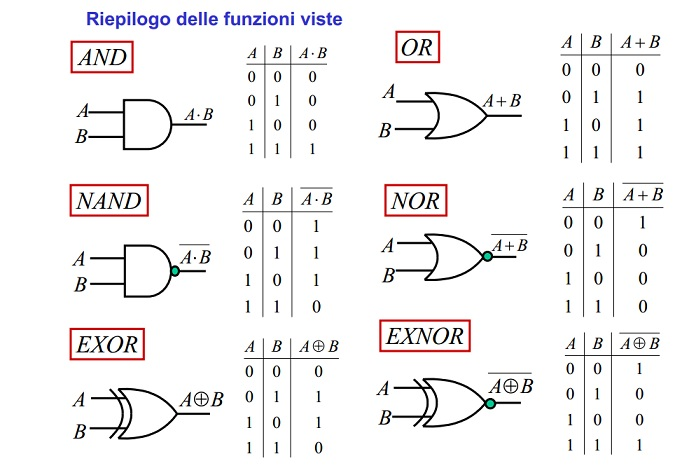 Riepilogo delle funzioni viste
AND
A
B
A·B
A B A·B
0 0 0
0 1 0
1 0 0
1 1 1
OR
A
B
A+B
A B A+B
0 0 0
0 1 1
1 0 1
1 1 1
NAND
A
B
A̅·̅B̅
A B A̅·̅B̅
0 0 1
0 1 1
1 0 1
1 1 0
NOR
A
B
A̅+̅B̅
A B A̅+̅B̅
0 0 1
0 1 0
1 0 0
1 1 0
EXOR
A
B
A⊕B
A B A⊕B
0 0 0
0 1 1
1 0 1
1 1 0
EXNOR
A
B
A̅⊕̅B̅
A B A̅⊕̅B̅
0 0 1
0 1 0
1 0 0
1 1 1